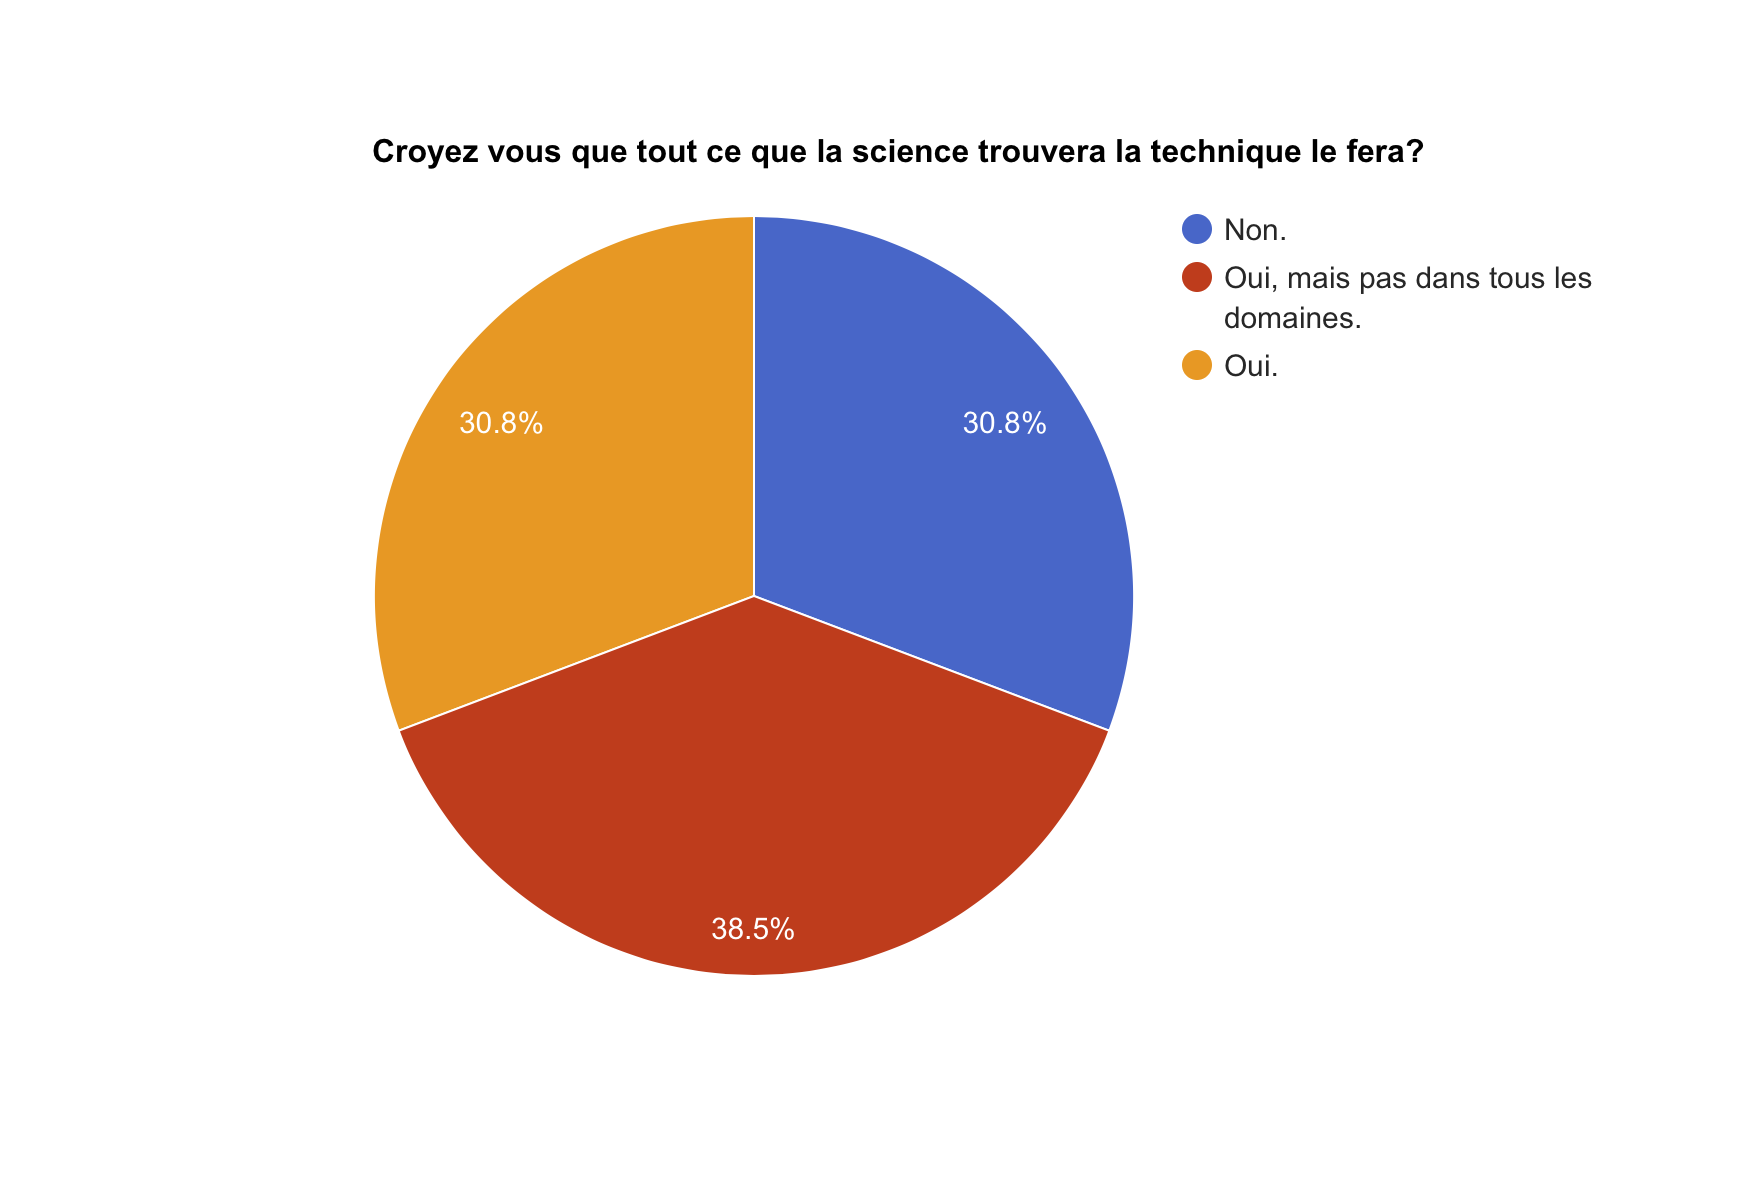 Croyez vous que tout ce que la science trouvera la technique le fera?
Non.
Oui, mais pas dans tous les
domaines.
Oui.
30.8%
30.8%
38.5%